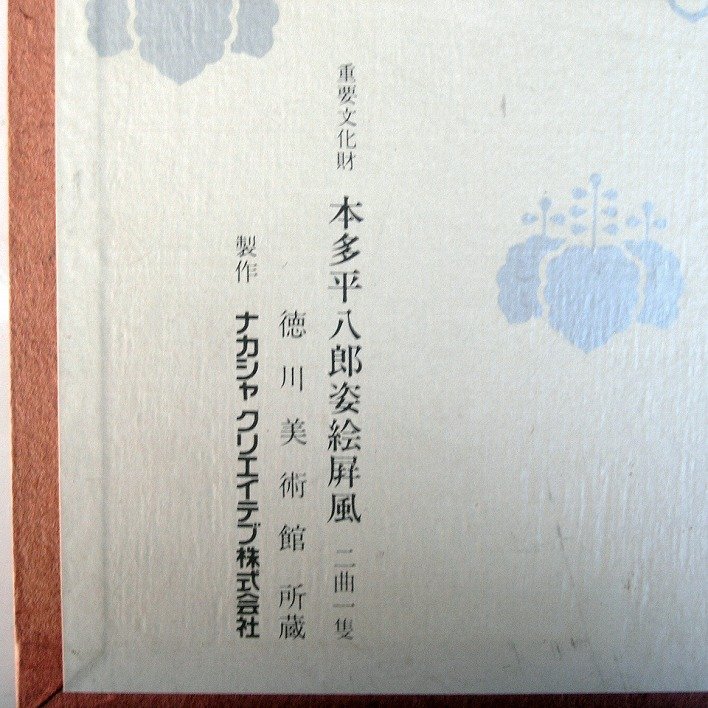 重要文化財 本多平八郎姿絵屏風 二曲一隻
徳川美術館 所蔵
製作 ナカシャ クリエイテブ株式会社